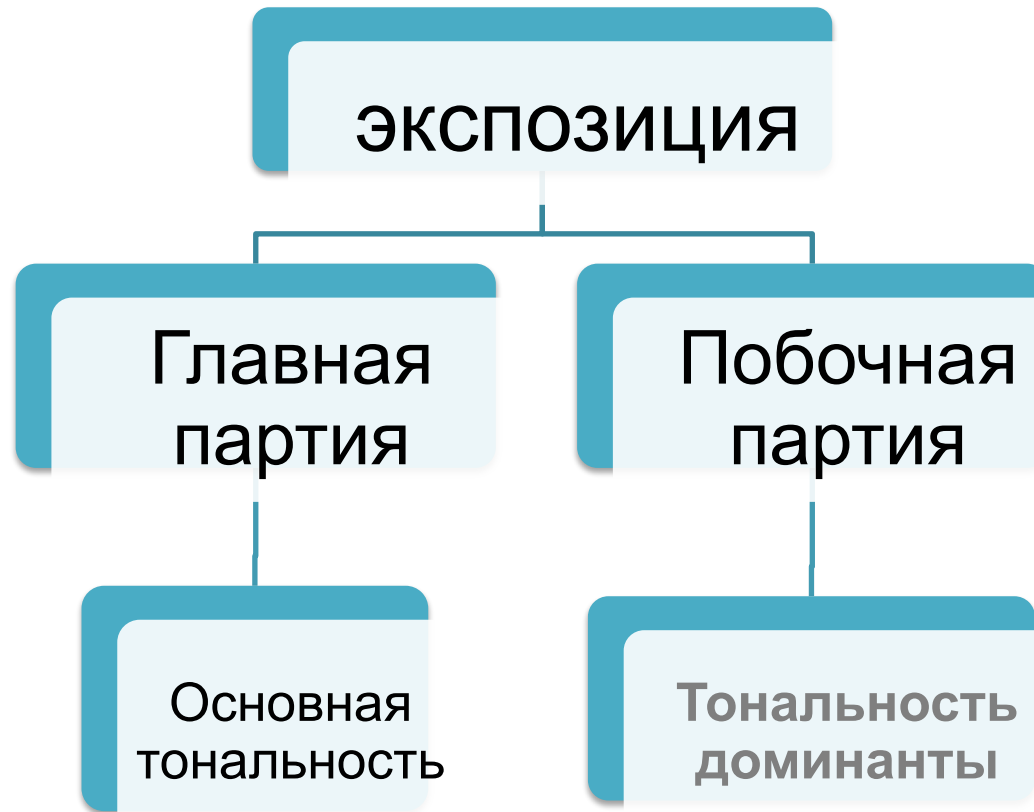 экспозиция
Главная
партия
Побочная
партия
Основная
тональность
Тональность
доминанты